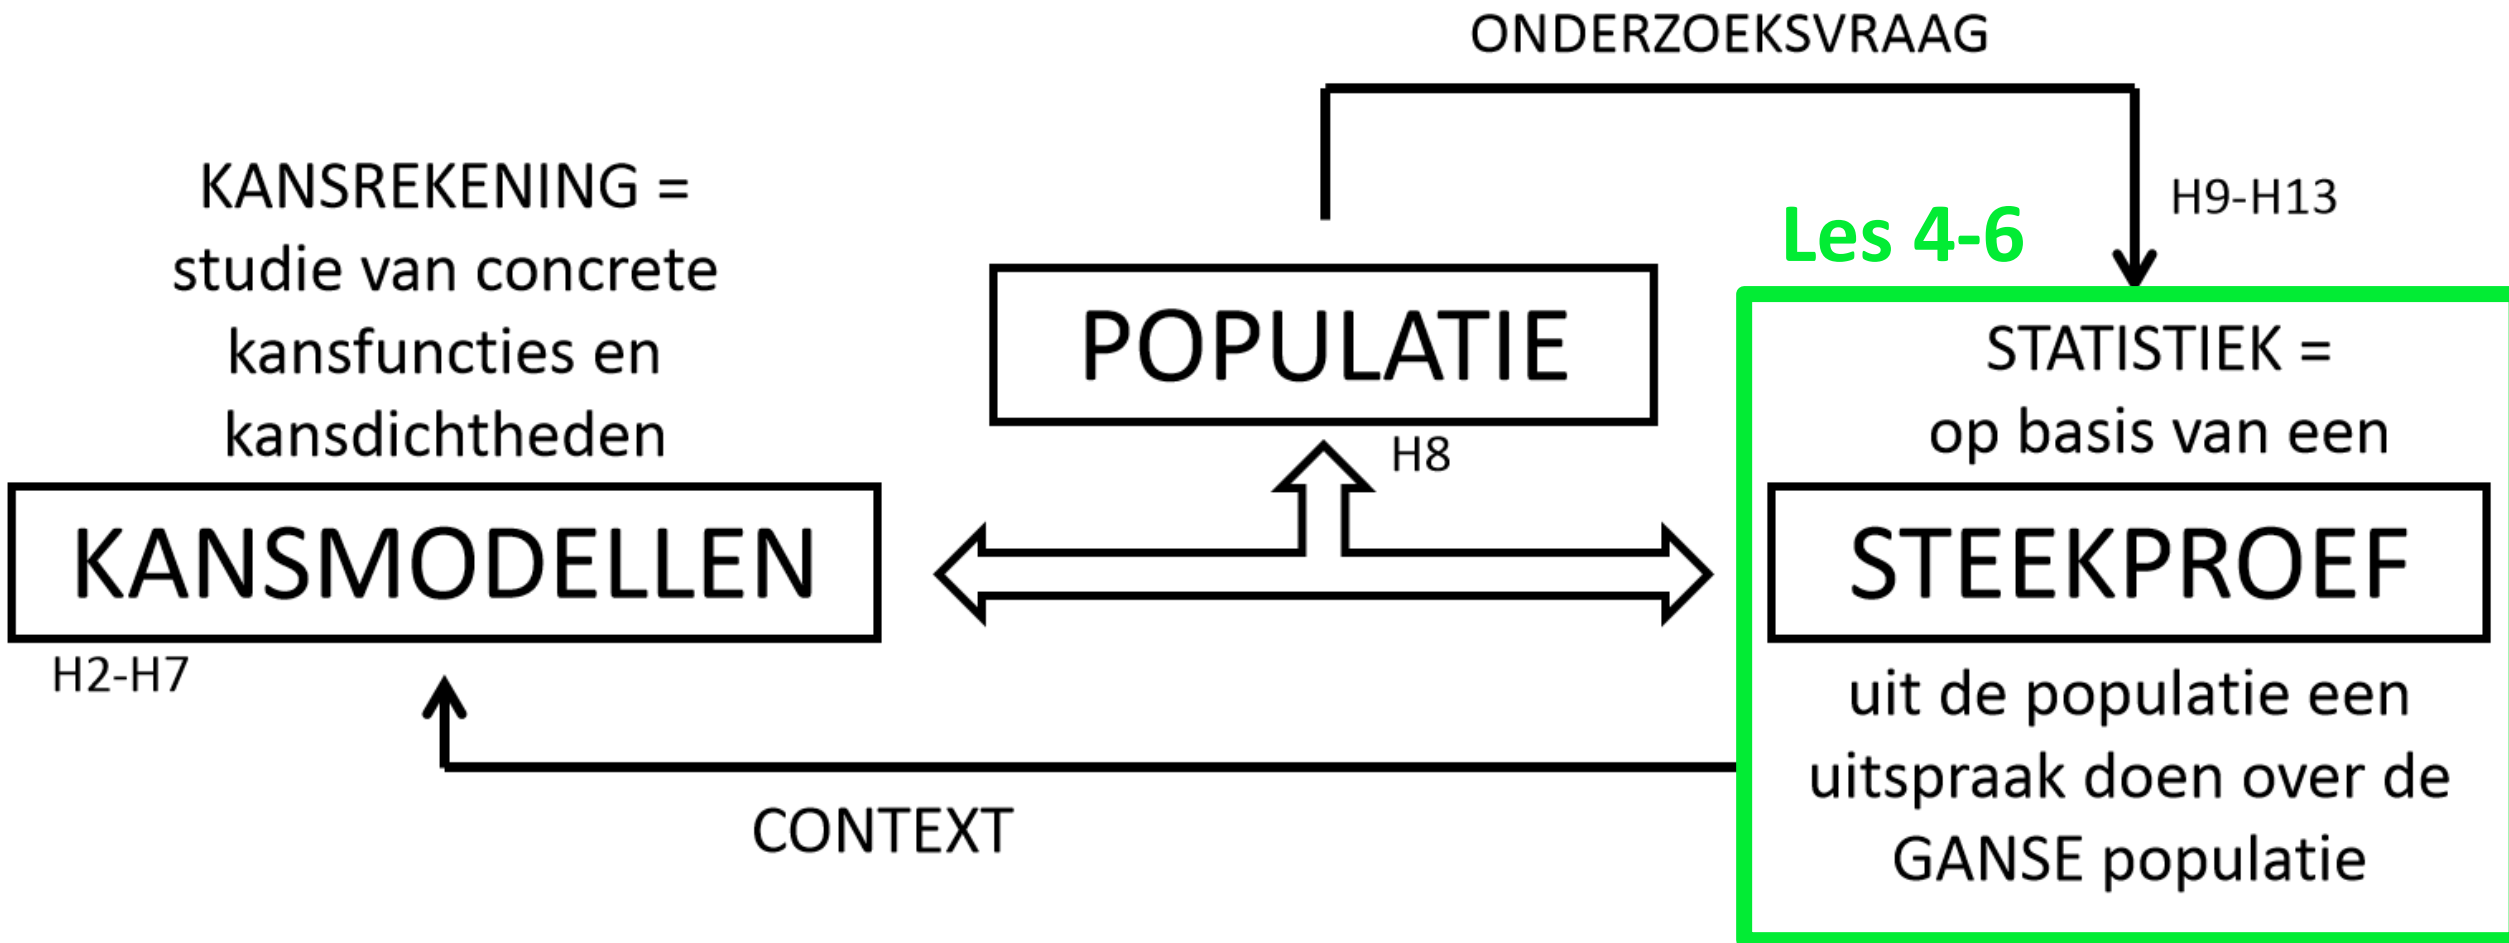 ONDERZOEKSVRAAG
KANSREKENING =
studie van concrete
kansfuncties en
kansdichtheden
KANSMODELLEN
H2-H7
POPULATIE
H8
CONTEXT
H9-H13
Les 4-6
STATISTIEK =
op basis van een
STEEKPROEF
uit de populatie een
uitspraak doen over de
GANSE populatie